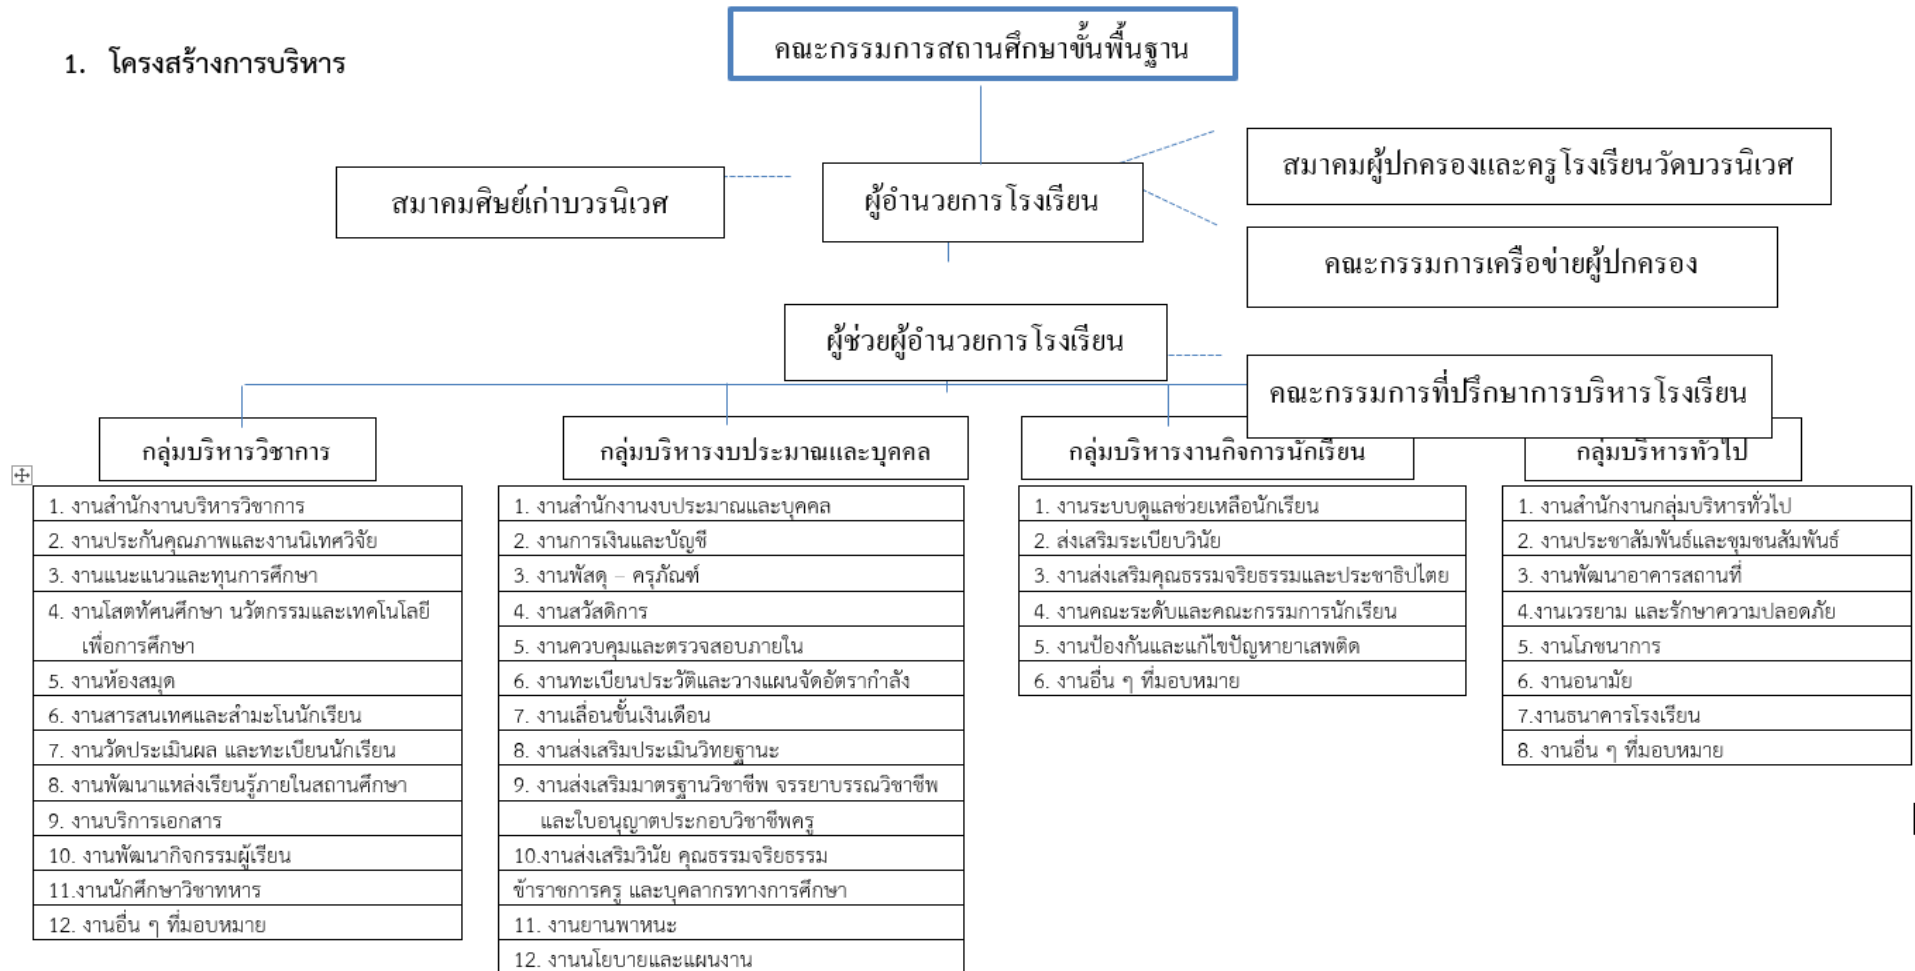 คณะกรรมการสถานศึกษาขั้นพื้นฐาน
1. โครงสร้างการบริหาร
สมาคมผู้ปกครองและครูโรงเรียนวัดบวรนิเวศ
สมาคมศิษย์เก่าบวรนิเวศ
ผู้อำนวยการโรงเรียน
คณะกรรมการเครือข่ายผู้ปกครอง
ผู้ช่วยผู้อำนวยการโรงเรียน
คณะกรรมการที่ปรึกษาการบริหารโรงเรียน
กลุ่มบริหารวิชาการ
1. งานสำนักงานบริหารวิชาการ
2. งานประกันคุณภาพและงานนิเทศวิจัย
3. งานแนะแนวและทุนการศึกษา
4. งานโสตทัศนศึกษา นวัตกรรมและเทคโนโลยี
เพื่อการศึกษา
5. งานห้องสมุด
6. งานสารสนเทศและสำมะโนนักเรียน
7. งานวัดประเมินผล และทะเบียนนักเรียน
8. งานพัฒนาแหล่งเรียนรู้ภายในสถานศึกษา
9. งานบริการเอกสาร
10. งานพัฒนากิจกรรมผู้เรียน
11.งานนักศึกษาวิชาทหาร
12. งานอื่น ๆ ที่มอบหมาย
กลุ่มบริหารงบประมาณและบุคคล
1. งานสำนักงานงบประมาณและบุคคล
2. งานการเงินและบัญชี
3. งานพัสดุ – ครุภัณฑ์
4. งานสวัสดิการ
5. งานควบคุมและตรวจสอบภายใน
6. งานทะเบียนประวัติและวางแผนจัดอัตรากำลัง
7. งานเลื่อนขั้นเงินเดือน
8. งานส่งเสริมประเมินวิทยฐานะ
9. งานส่งเสริมมาตรฐานวิชาชีพ จรรยาบรรณวิชาชีพ
และใบอนุญาตประกอบวิชาชีพครู
10.งานส่งเสริมวินัย คุณธรรมจริยธรรม
ข้าราชการครู และบุคลากรทางการศึกษา
11. งานยานพาหนะ
12. งานนโยบายและแผนงาน
กลุ่มบริหารงานกิจการนักเรียน
1. งานระบบดูแลช่วยเหลือนักเรียน
2. ส่งเสริมระเบียบวินัย
3. งานส่งเสริมคุณธรรมจริยธรรมและประชาธิปไตย
4. งานคณะระดับและคณะกรรมการนักเรียน
5. งานป้องกันและแก้ไขปัญหายาเสพติด
6. งานอื่น ๆ ที่มอบหมาย
กลุ่มบริหารทั่วไป
1. งานสำนักงานกลุ่มบริหารทั่วไป
2. งานประชาสัมพันธ์และชุมชนสัมพันธ์
3. งานพัฒนาอาคารสถานที่
4.งานเวรยาม และรักษาความปลอดภัย
5. งานโภชนาการ
6. งานอนามัย
7.งานธนาคารโรงเรียน
8. งานอื่น ๆ ที่มอบหมาย